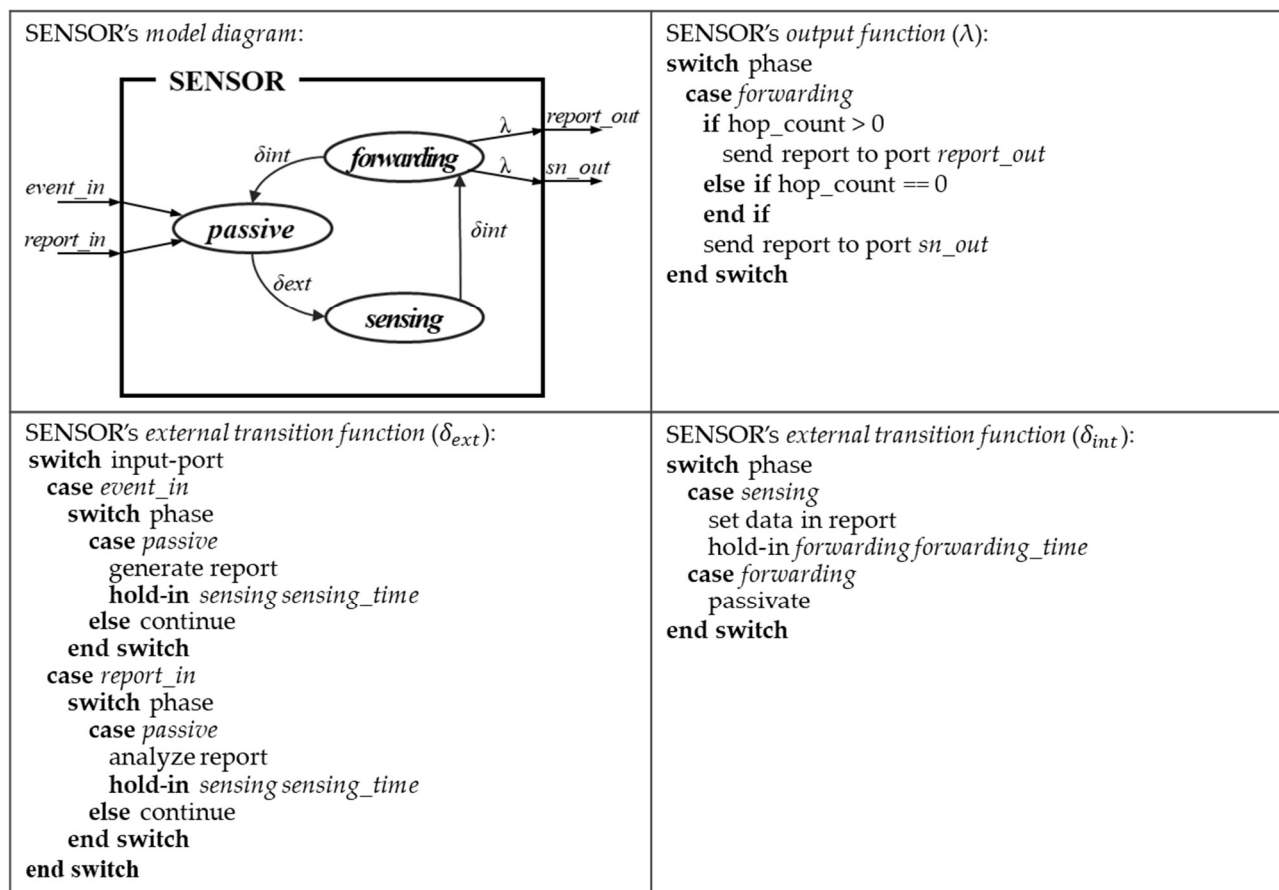 SENSOR's model diagram:
SENSOR
event_in
report_in
passive
forwarding
sensing
δint
δext
δint
λ
λ
report_out
sn_out
SENSOR's output function (λ):
switch phase
case forwarding
if hop_count > 0
send report to port report_out
else if hop_count == 0
end if
send report to port sn_out
end switch
SENSOR's external transition function (δext):
switch input-port
case event_in
switch phase
case passive
generate report
hold-in sensing sensing_time
else continue
end switch
case report_in
switch phase
case passive
analyze report
hold-in sensing sensing_time
else continue
end switch
end switch
SENSOR's external transition function (δint):
switch phase
case sensing
set data in report
hold-in forwarding forwarding_time
case forwarding
passivate
end switch